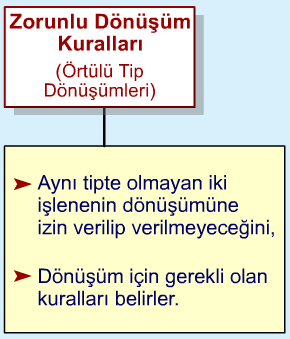 Zorunlu Dönüşüm
Kuralları
(Örtülü Tip
Dönüşümleri)
Aynı tipte olmayan iki
işlenenin dönüşümüne
izin verilip verilmeyeceğini,
Dönüşüm için gerekli olan
kuralları belirler.